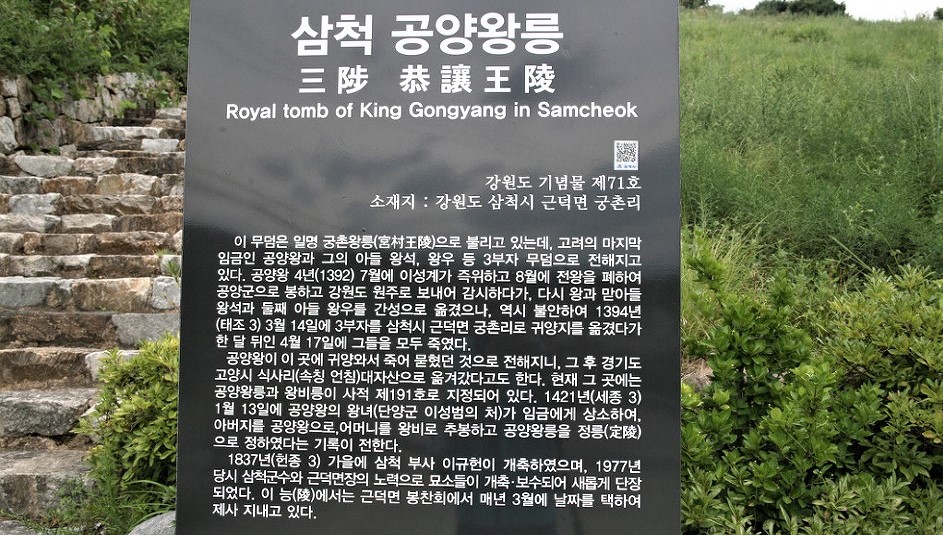 삼척 공양왕릉
三陟 恭讓王陵
Royal tomb of King Gongyang in Samcheok
강원도 기념물 제71호
소재지 : 강원도 삼척시 근덕면 궁촌리
이 무덤은 일명 궁촌왕릉(宮村王陵)으로 불리고 있는데, 고려의 마지막
임금인 공양왕과 그의 아들 왕석, 왕우 등 3부자 무덤으로 전해지고
있다. 공양왕 4년(1392) 7월에 이성계가 즉위하고 8월에 전왕을 폐하여
공양군으로 봉하고 강원도 원주로 보내어 감시하다가, 다시 왕과 맏아들
왕석과 둘째 아들 왕우를 간성으로 옮겼으나, 역시 불안하여 1394년
(태조 3) 3월 14일에 3부자를 삼척시 근덕면 궁촌리로 귀양지를 옮겼다가
한 달 뒤인 4월 17일에 그들을 모두 죽였다.
공양왕이 이 곳에 귀양와서 죽어 묻혔던 것으로 전해지니, 그 후 경기도
고양시 식사리(속칭 언침)대자산으로 옮겨갔다고도 한다. 현재 그 곳에는
공양왕릉과 왕비릉이 사적 제191호로 지정되어 있다. 1421년(세종 3)
1월 13일에 공양왕의 왕녀(단양군 이성범의 처)가 임금에게 상소하여,
아버지를 공양왕으로,어머니를 왕비로 추봉하고 공양왕릉을 정릉(定陵)
으로 정하였다는 기록이 전한다.
1837년(헌종 3) 가을에 삼척 부사 이규헌이 개축하였으며, 1977년
당시 삼척군수와 근덕면장의 노력으로 묘소들이 개축·보수되어 새롭게 단장
되었다. 이 능(陵)에서는 근덕면 봉찬회에서 매년 3월에 날짜를 택하여
제사 지내고 있다.